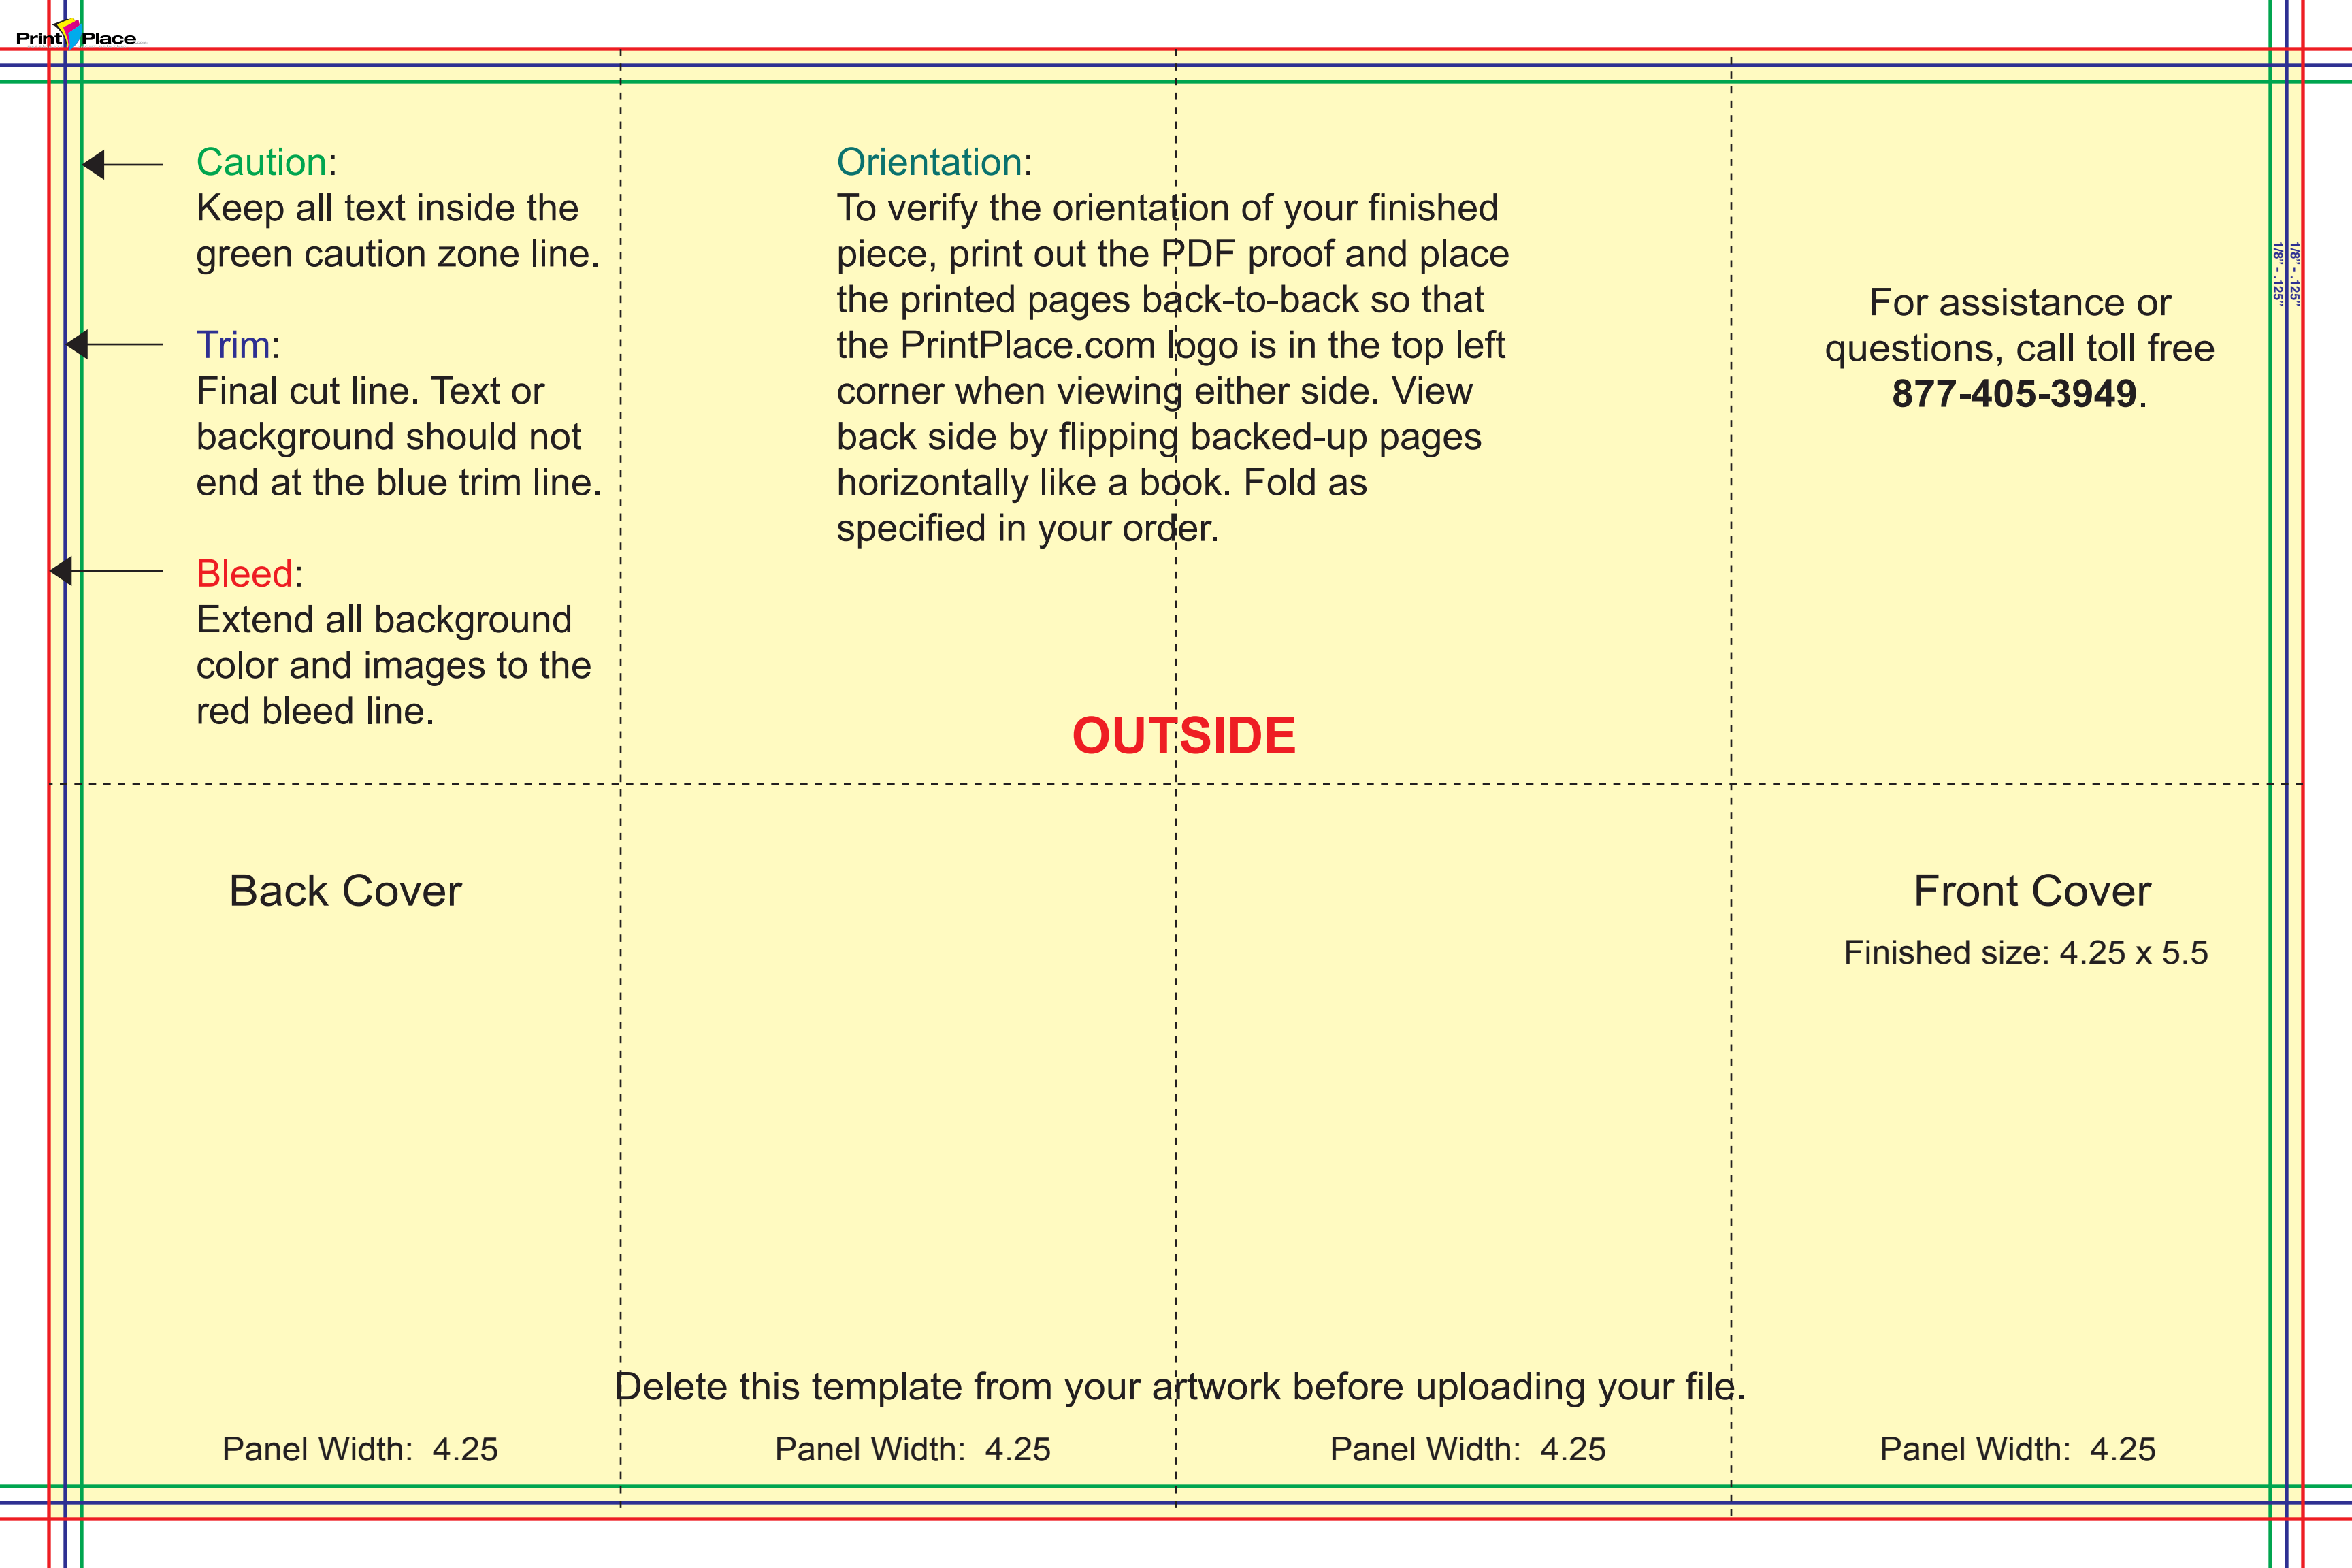 Print Place
Caution:
Keep all text inside the
green caution zone line.
Trim:
Final cut line. Text or
background should not
end at the blue trim line.
Bleed:
Extend all background
color and images to the
red bleed line.
Orientation:
To verify the orientation of your finished
piece, print out the PDF proof and place
the printed pages back-to-back so that
the PrintPlace.com logo is in the top left
corner when viewing either side. View
back side by flipping backed-up pages
horizontally like a book. Fold as
specified in your order.
For assistance or
questions, call toll free
877-405-3949.
1/8" - .125"
1/8" - .125"
OUTSIDE
Back Cover
Front Cover
Finished size: 4.25 x 5.5
Delete this template from your artwork before uploading your file.
Panel Width: 4.25
Panel Width: 4.25
Panel Width: 4.25
Panel Width: 4.25